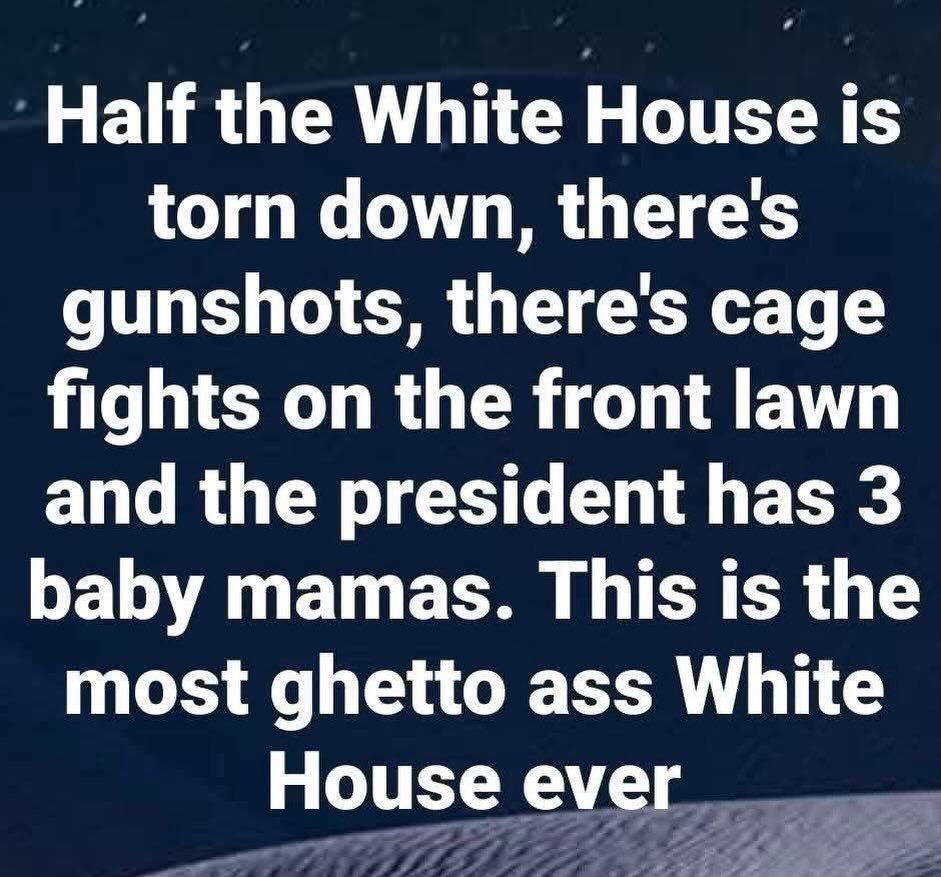 Half the White House is
torn down, there's
gunshots, there's cage
fights on the front lawn
and the president has 3
baby mamas. This is the
most ghetto ass White
House ever